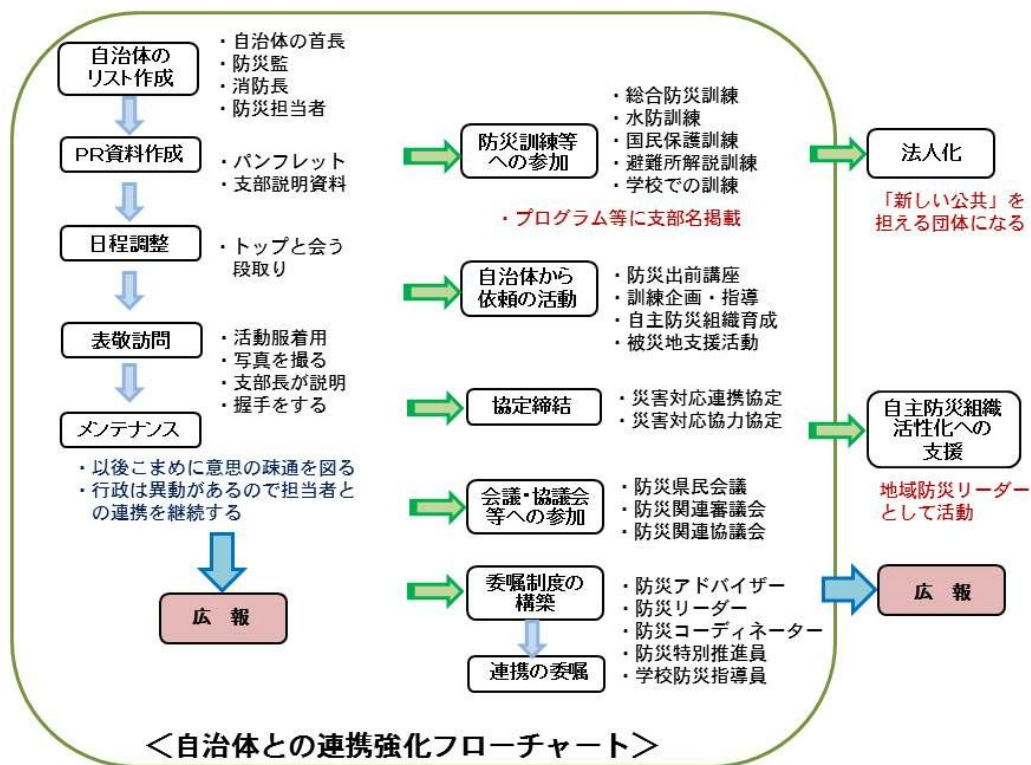 自治体の
リスト作成
・自治体の首長
・防災監
・消防長
・防災担当者
PR資料作成
・パンフレット
・支部説明資料
日程調整
・トップと会う
段取り
表敬訪問
・活動服着用
・写真を撮る
・支部長が説明
・握手をする
メンテナンス
・以後こまめに意思の疎通を図る
・行政は異動があるので担当者と
の連携を継続する
広 報
防災訓練等
への参加
・総合防災訓練
・水防訓練
・国民保護訓練
・避難所解説訓練
・学校での訓練
・プログラム等に支部名掲載
自治体から
依頼の活動
・防災出前講座
・訓練企画・指導
・自主防災組織育成
・被災地支援活動
協定締結
・災害対応連携協定
・災害対応協力協定
会議・協議会
等への参加
・防災県民会議
・防災関連審議会
・防災関連協議会
委嘱制度の
構築
・防災アドバイザー
・防災リーダー
・防災コーディネーター
・防災特別推進員
・学校防災指導員
連携の委嘱
法人化
「新しい公共」を
担える団体になる
自主防災組織
活性化への
支援
地域防災リーダー
として活動
広 報
＜自治体との連携強化フローチャート＞